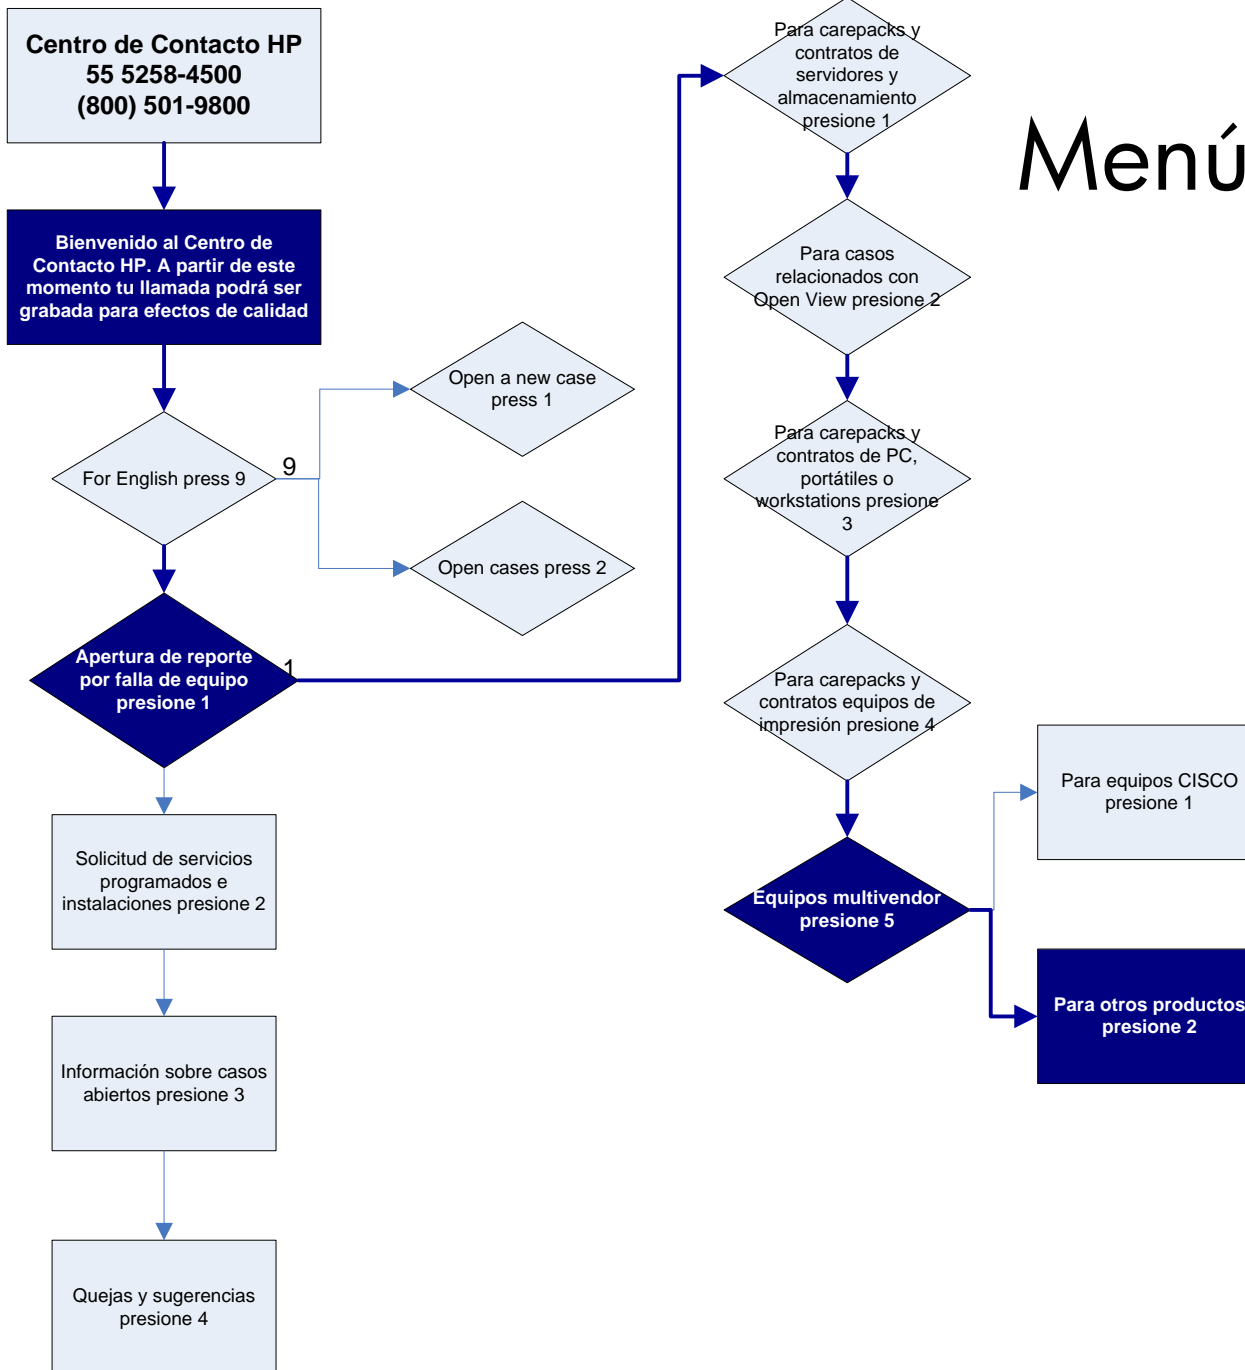 Centro de Contacto HP
55 5258-4500
(800) 501-9800
Bienvenido al Centro de
Contacto HP. A partir de este
momento tu llamada podrá ser
grabada para efectos de calidad
For English press 9
9
Open a new case
press 1
Open cases press 2
Apertura de reporte
por falla de equipo
presione 1
1
Solicitud de servicios
programados e
instalaciones presione 2
Información sobre casos
abiertos presione 3
Quejas y sugerencias
presione 4
Para carepacks y
contratos de
servidores y
almacenamiento
presione 1
Menú
Para casos
relacionados con
Open View presione 2
Para carepacks y
contratos de PC,
portátiles o
workstations presione
3
Para carepacks y
contratos equipos de
impresión presione 4
Equipos multivendor
presione 5
Para equipos CISCO
presione 1
Para otros productos
presione 2